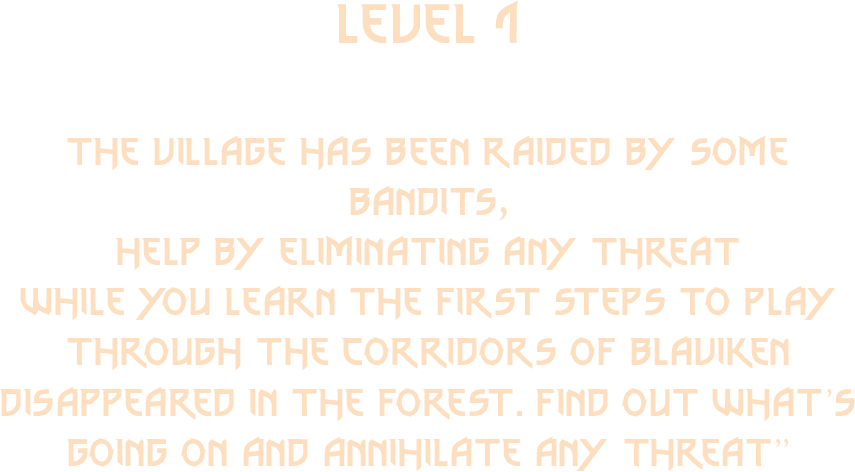 LEVEL 1
THE VILLAGE HAS BEEN RAIDED BY SOME
BANDITS,
HELP BY ELIMINATING ANY THREAT
WHILE YOU LEARN THE FIRST STEPS TO PLAY
THROUGH THE CORRIDORS OF BLAVIKEN
DISAPPEARED IN THE FOREST. FIND OUT WHAT’S
GOING ON AND ANNIHILATE ANY THREAT”